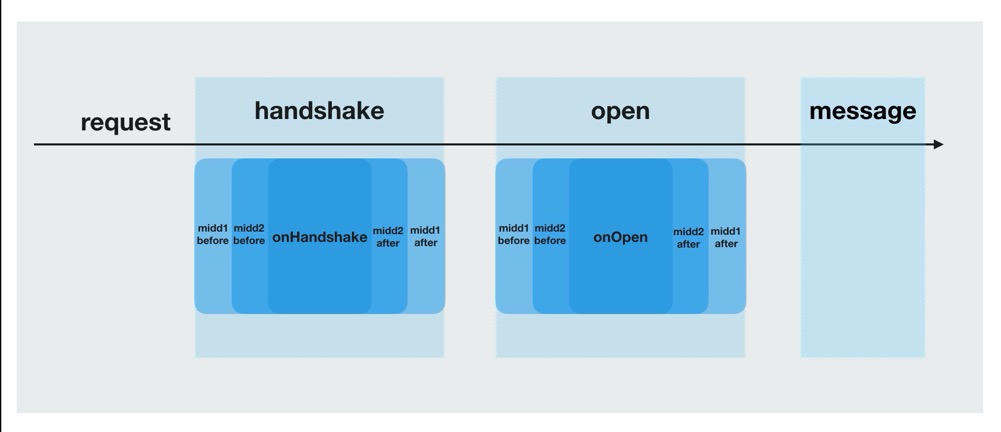 request
handshake
open
message
midd1
before
midd2
before
onHandshake
midd2
after
midd1
after
midd1
before
midd2
before
onOpen
midd2
after
midd1
after